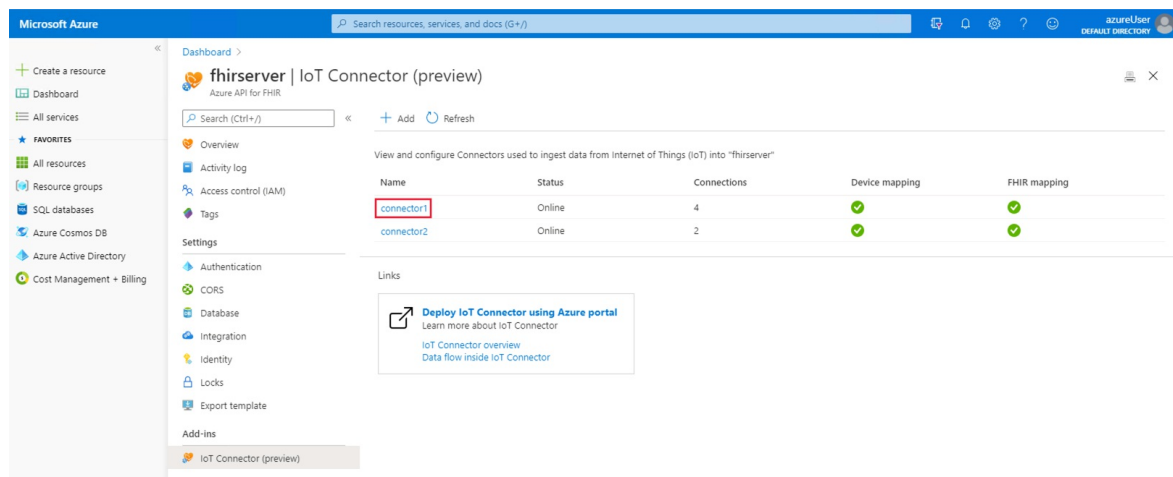 Microsoft Azure
Search resources, services, and docs (G+/)
azureUser
DEFAULT DIRECTORY
Create a resource
Dashboard
All services
FAVORITES
All resources
Resource groups
SQL databases
Azure Cosmos DB
Azure Active Directory
Cost Management + Billing
Dashboard >
fhirserver | IoT Connector (preview)
Azure API for FHIR
Search (Ctrl+/)
Overview
Activity log
Access control (IAM)
Tags
Settings
Authentication
CORS
Database
Integration
Identity
Locks
Export template
Add-ins
IoT Connector (preview)
Add Refresh
View and configure Connectors used to ingest data from Internet of Things (IoT) into "fhirserver"
Name Status Connections Device mapping FHIR mapping
connector1 Online 4
connector2 Online 2
Links
Deploy IoT Connector using Azure portal
Learn more about IoT Connector
IoT Connector overview
Data flow inside IoT Connector